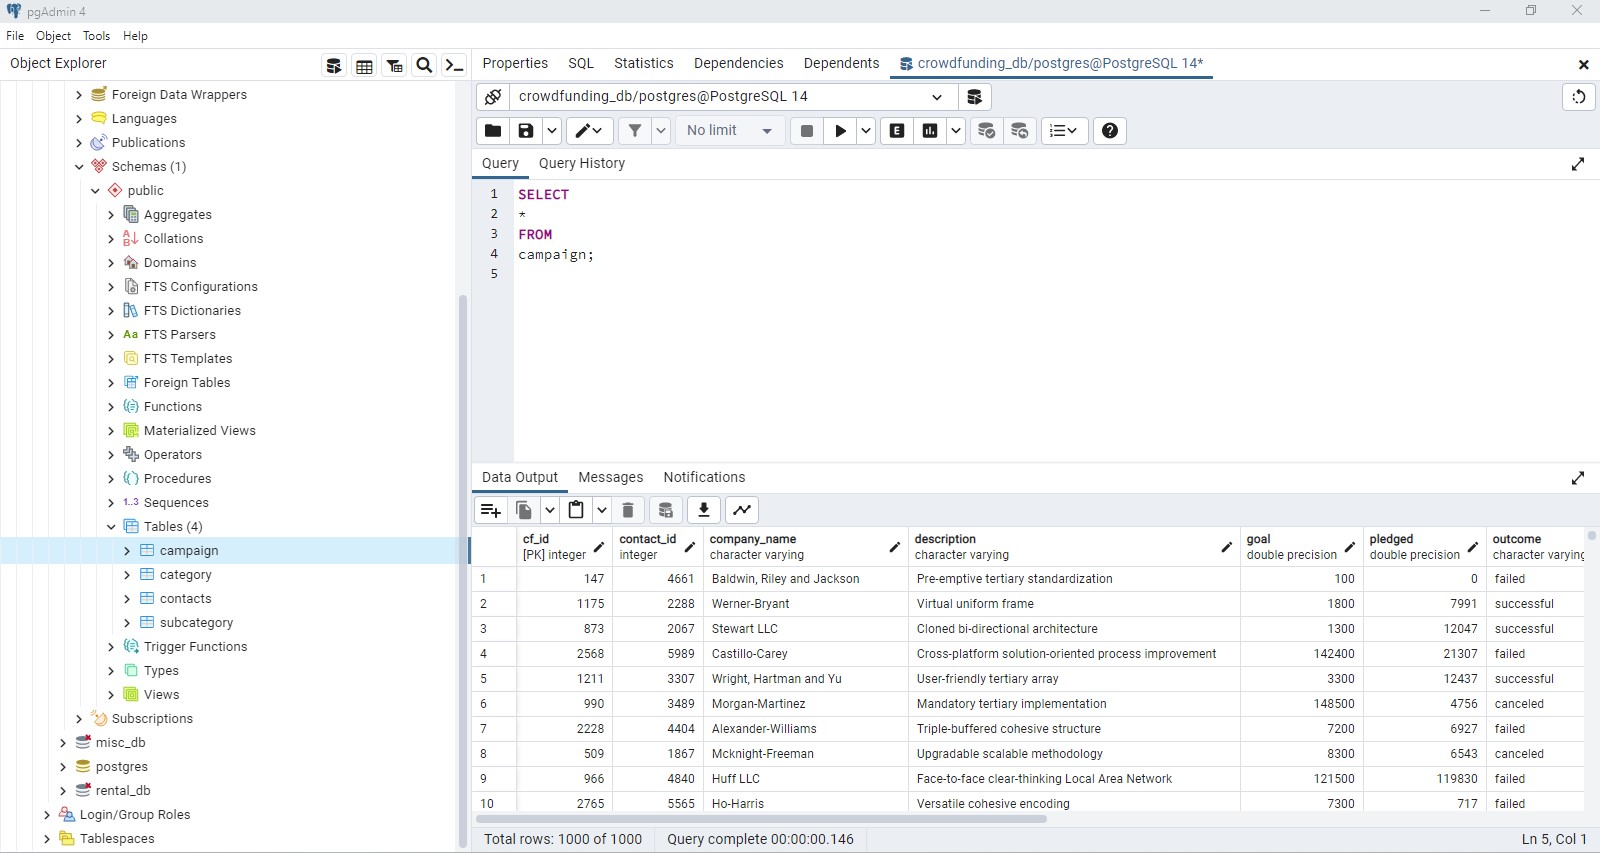 pgAdmin 4
File Object Tools Help
Object Explorer
Properties SQL Statistics Dependencies Dependents crowdfunding_db/postgres@PostgreSQL 14*
Foreign Data Wrappers
Languages
Publications
Schemas (1)
public
Aggregates
Collations
Domains
FTS Configurations
FTS Dictionaries
Aa FTS Parsers
FTS Templates
Foreign Tables
Functions
Materialized Views
Operators
Procedures
1..3 Sequences
Tables (4)
campaign
category
contacts
subcategory
Trigger Functions
Types
Views
Subscriptions
misc_db
postgres
rental_db
Login/Group Roles
Tablespaces
crowdfunding_db/postgres@PostgreSQL 14
No limit E
Query Query History
1 SELECT
2 *
3 FROM
4 campaign;
5
Data Output Messages Notifications
cf_id contact_id company_name description goal pledged outcome
[PK] integer integer character varying character varying double precision double precision character varying
1 147 4661 Baldwin, Riley and Jackson Pre-emptive tertiary standardization 100 0 failed
2 1175 2288 Werner-Bryant Virtual uniform frame 1800 7991 successful
3 873 2067 Stewart LLC Cloned bi-directional architecture 1300 12047 successful
4 2568 5989 Castillo-Carey Cross-platform solution-oriented process improvement 142400 21307 failed
5 1211 3307 Wright, Hartman and Yu User-friendly tertiary array 3300 12437 successful
6 990 3489 Morgan-Martinez Mandatory tertiary implementation 148500 4756 canceled
7 2228 4404 Alexander-Williams Triple-buffered cohesive structure 7200 6927 failed
8 509 1867 Mcknight-Freeman Upgradable scalable methodology 8300 6543 canceled
9 966 4840 Huff LLC Face-to-face clear-thinking Local Area Network 121500 119830 failed
10 2765 5565 Ho-Harris Versatile cohesive encoding 7300 717 failed
Total rows: 1000 of 1000 Query complete 00:00:00.146 Ln 5, Col 1